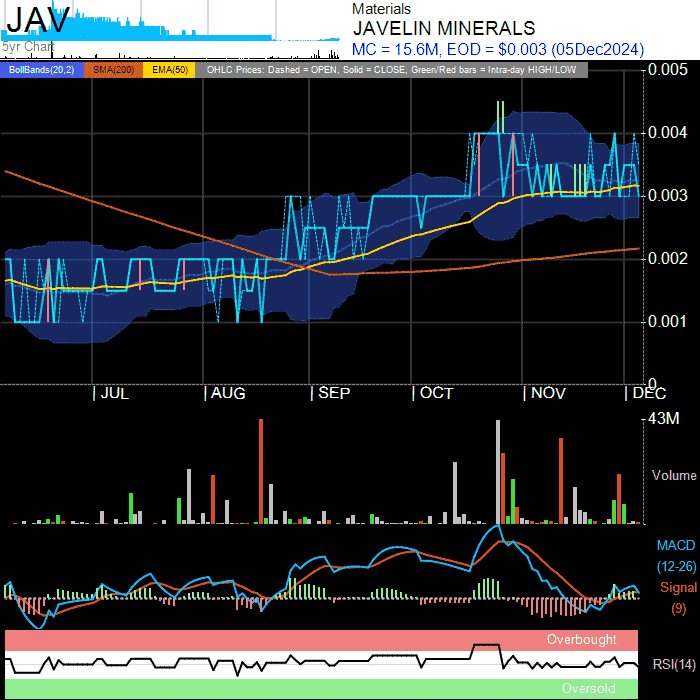 JAV
5yr Chart
Materials
JAVELIN MINERALS
MC = 15.6M, EOD = $0.003 (05Dec2024)
BollBands(20,2) SMA(200) EMA(50) OHLC Prices: Dashed = OPEN, Solid = CLOSE, Green/Red bars = Intra-day HIGH/LOW
0.005
0.004
0.003
0.002
0.001
0
| JUL | AUG | SEP | OCT | NOV | DEC
43M
Volume
MACD
(12-26)
Signal
(9)
Overbought
RSI(14)
Oversold